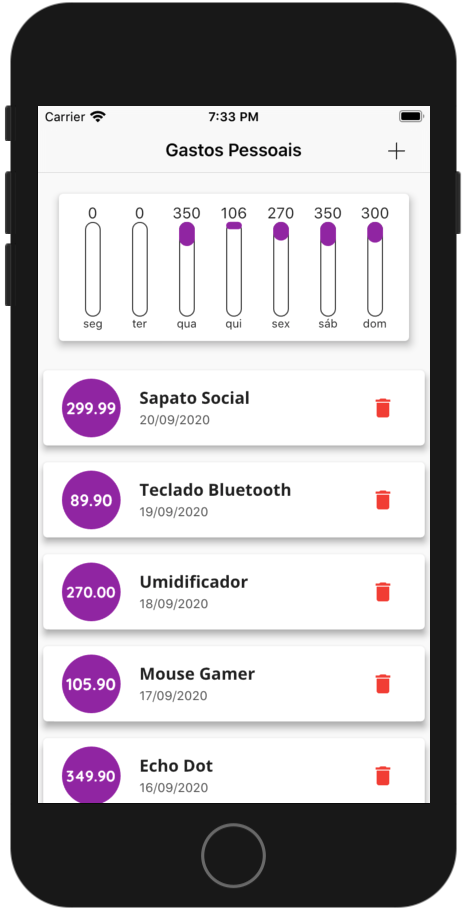 Carrier 7:33 PM
Gastos Pessoais
0 0 350 106 270 350 300
seg ter qua qui sex sáb dom
299.99
Sapato Social
20/09/2020
89.90
Teclado Bluetooth
19/09/2020
270.00
Umidificador
18/09/2020
105.90
Mouse Gamer
17/09/2020
349.90
Echo Dot
16/09/2020